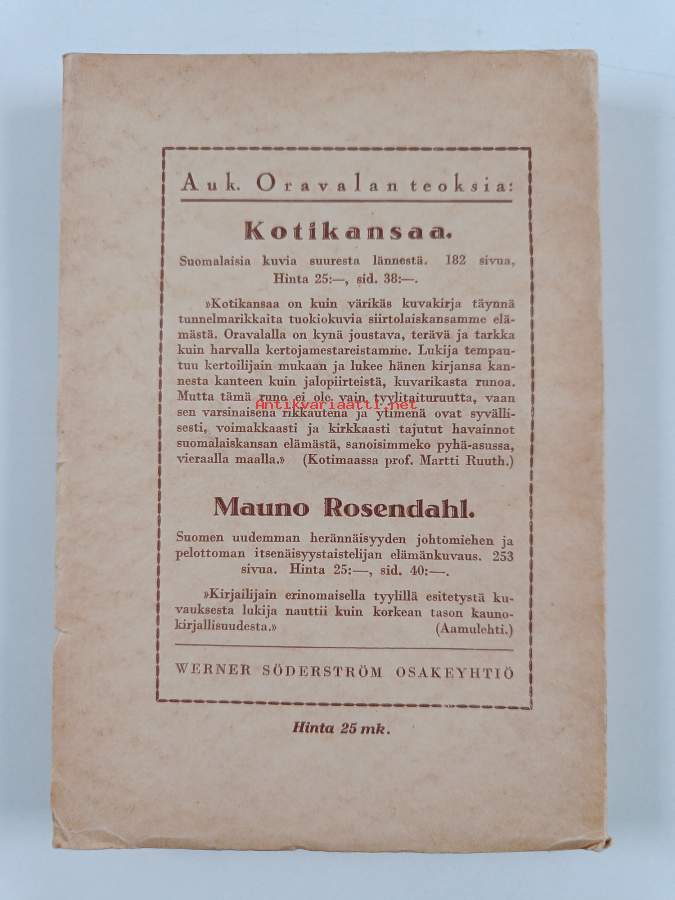 Auk. Oravalan teoksia:
Kotikansaa.
Suomalaisia kuvia suuresta lännestä. 182 sivua,
Hinta 25:—, sid. 38:—.
»Kotikansaa on kuin värikäs kuvakirja täynnä
tunnelmarikkaita tuokiokuvia siirtolaiskansamme elä-
mästä. Oravalalla on kynä joustava, terävä ja tarkka
kuin harvalla kertojamestareistamme. Lukija tempau-
tuu kertoilijain mukaan ja lukee hänen kirjansa kan-
nesta kanteen kuin jalopiirteistä, kuvarikasta runoa.
Mutta tämä runo ei ole vain tyylitaituruutta, vaan
Antikvariaatti.net
sen varsinaisena rikkautena ja ytimenä ovat syvälli-
sesti, voimakkaasti ja kirkkaasti tajutut havainnot
suomalaiskansan elämästä, sanoisimmeko pyhä-asussa,
vieraalla maalla.» (Kotimaassa prof. Martti Ruuth.)
Mauno Rosendahl.
Suomen uudemman herännäisyyden johtomiehen ja
pelottoman itsenäisyystaistelijan elämänkuvaus. 253
sivua. Hinta 25:—, sid. 40:—.
»Kirjailijain erinomaisella tyylillä esitetystä ku-
vauksesta lukija nauttii kuin korkean tason kauno-
kirjallisuudesta.» (Aamulehti.)
WERNER SÖDERSTRÖM OSAKEYHTIÖ
Hinta 25 mk.